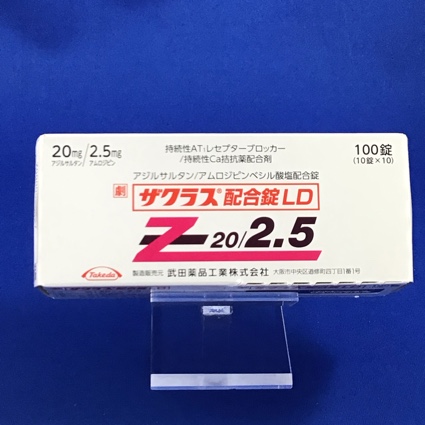 20mg/2.5mg
アジルサルタン アムロジピン
持続性AT₁レセプターブロッカー
/持続性Ca拮抗薬配合剤
100錠
(10錠×10)
アジルサルタン/アムロジピンベシル酸塩配合錠
劇 ザクラス®配合錠LD
Z20/2.5
Takeda
製造販売元 武田薬品工業株式会社 大阪市中央区道修町四丁目1番1号